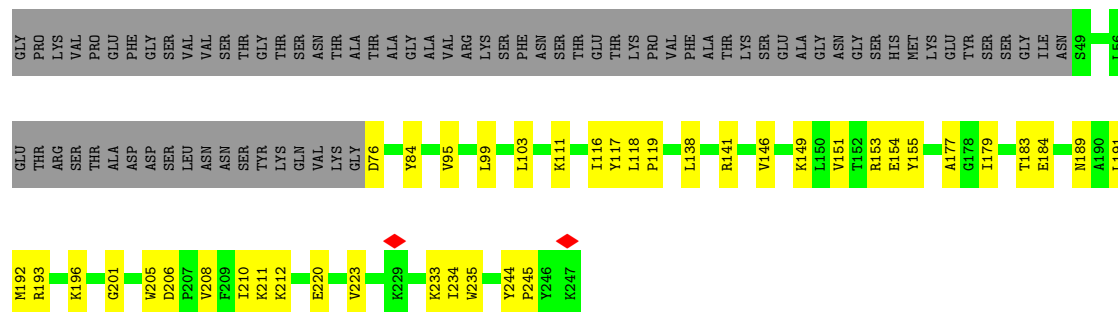 GLY PRO LYS VAL PRO GLU PHE GLY SER VAL VAL SER THR GLY THR SER ASN THR ALA THR ALA GLY ALA VAL ARG LYS SER PHE ASN SER THR GLU THR LYS PRO VAL PHE ALA THR LYS SER GLU ALA GLY ASN GLY SER HIS MET LYS GLU TYR SER SER GLY ILE ASN S49 L56
GLU THR ARG SER THR ALA ASP ASP SER LEU ASN ASN SER TYR LYS GLN VAL LYS GLY D76 Y84 V95 L99 L103 K111 I116 Y117 L118 P119 L138 R141 V146 K149 L150 V151 T152 R153 E154 Y155 A177 G178 I179 T183 E184 N189 A190 L191
M192 R193 K196 G201 W205 D206 P207 V208 F209 I210 K211 K212 E220 V223 K229 K233 I234 W235 Y244 P245 Y246 K247